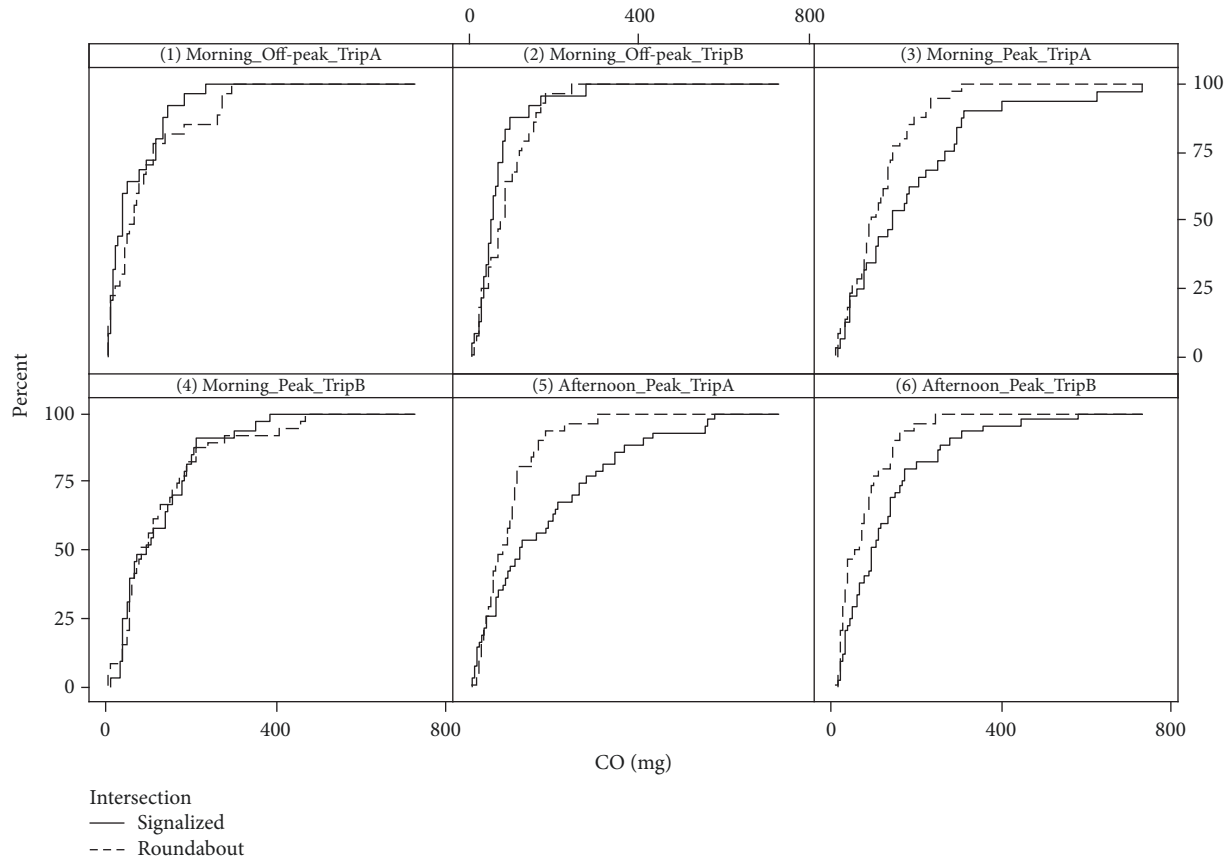 0 400 800
(1) Morning_Off-peak_TripA (2) Morning_Off-peak_TripB (3) Morning_Peak_TripA
100
75
50
25
0
Percent
(4) Morning_Peak_TripB (5) Afternoon_Peak_TripA (6) Afternoon_Peak_TripB
100
75
50
25
0
0 400 800 0 400 800
CO (mg)
Intersection
Signalized
Roundabout